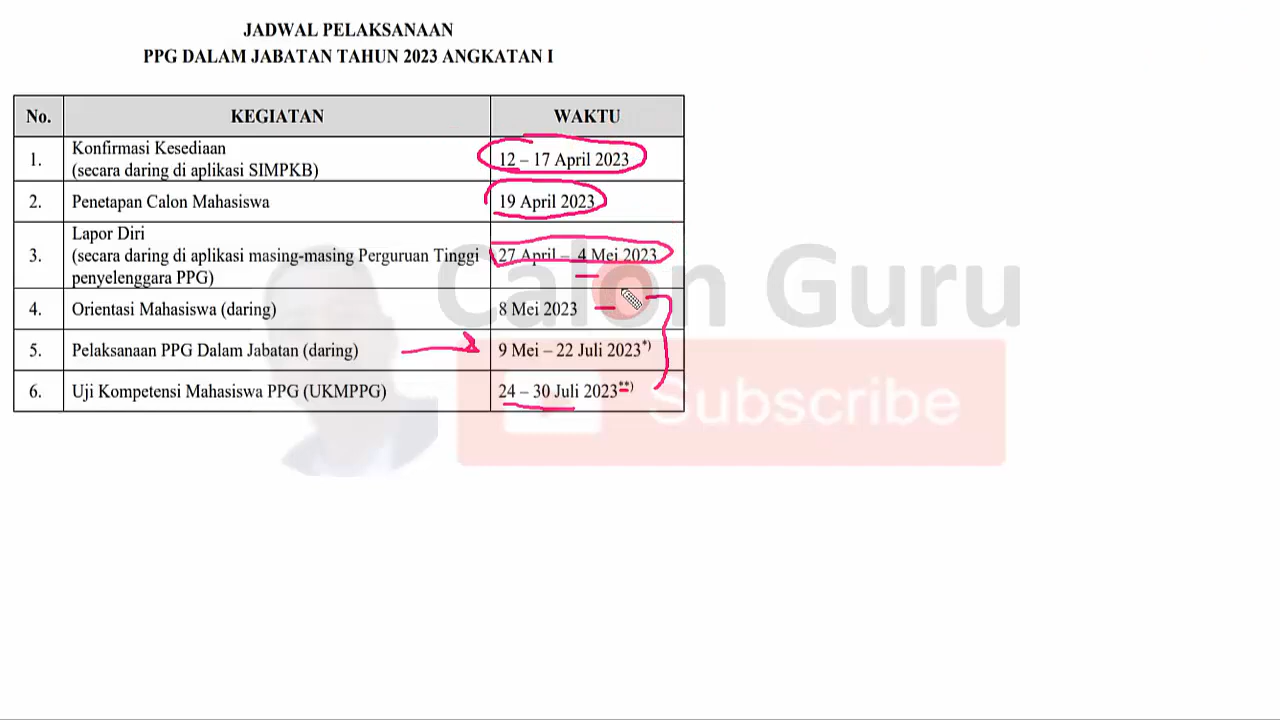 JADWAL PELAKSANAAN
PPG DALAM JABATAN TAHUN 2023 ANGKATAN I
No. KEGIATAN WAKTU
1. Konfirmasi Kesediaan
(secara daring di aplikasi SIMPKB) 12 – 17 April 2023
2. Penetapan Calon Mahasiswa 19 April 2023
3. Lapor Diri
(secara daring di aplikasi masing-masing Perguruan Tinggi
penyelenggara PPG) 27 April – 4 Mei 2023
4. Orientasi Mahasiswa (daring) 8 Mei 2023
5. Pelaksanaan PPG Dalam Jabatan (daring) 9 Mei – 22 Juli 2023*)
6. Uji Kompetensi Mahasiswa PPG (UKMPPG) 24 – 30 Juli 2023**)
Calon Guru
Subscribe